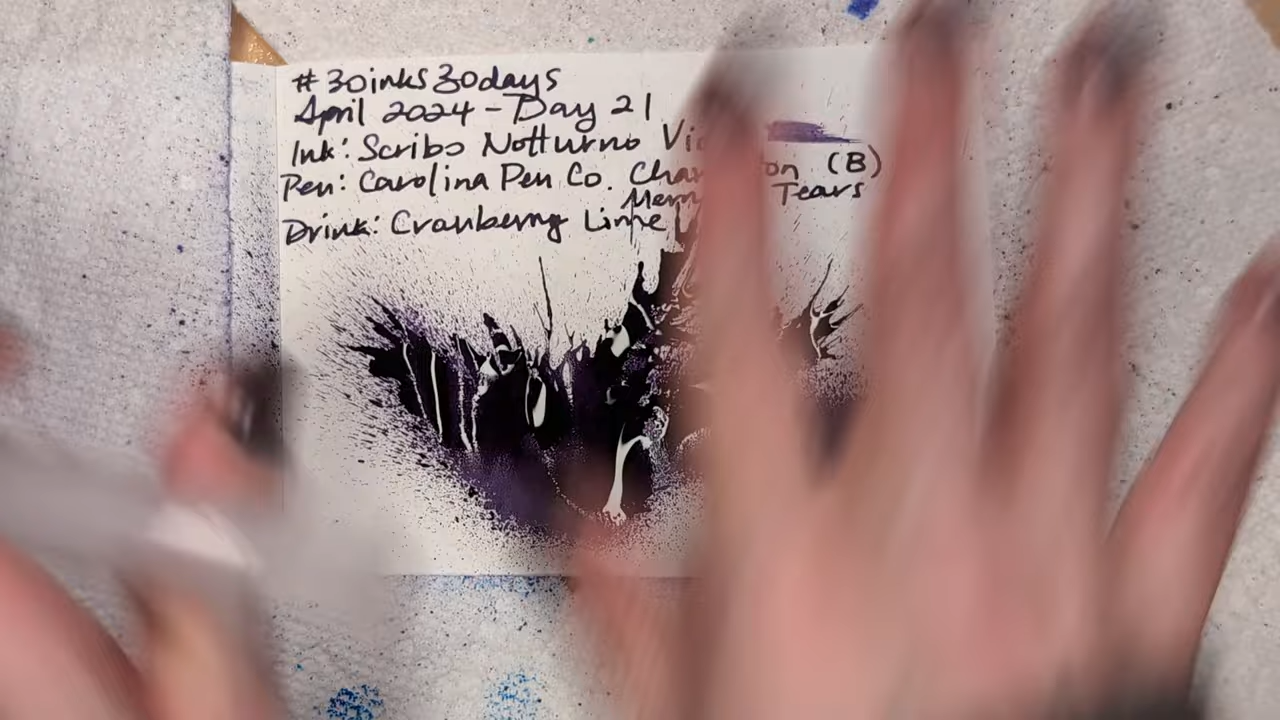 #30inks30days
April 2024 - Day 21
Ink: Scribo Notturno
Pen: Carolina Pen Co. (B)
Tears
Drink: Cranberry Lime